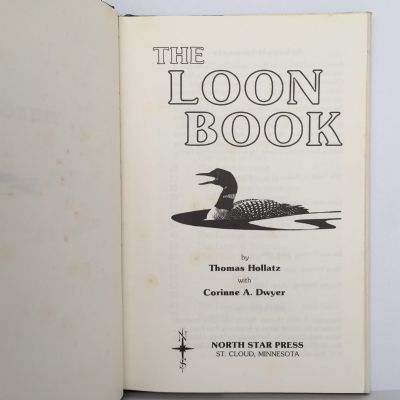 THE
LOON
BOOK
by
Thomas Hollatz
with
Corinne A. Dwyer
NORTH STAR PRESS
ST. CLOUD, MINNESOTA